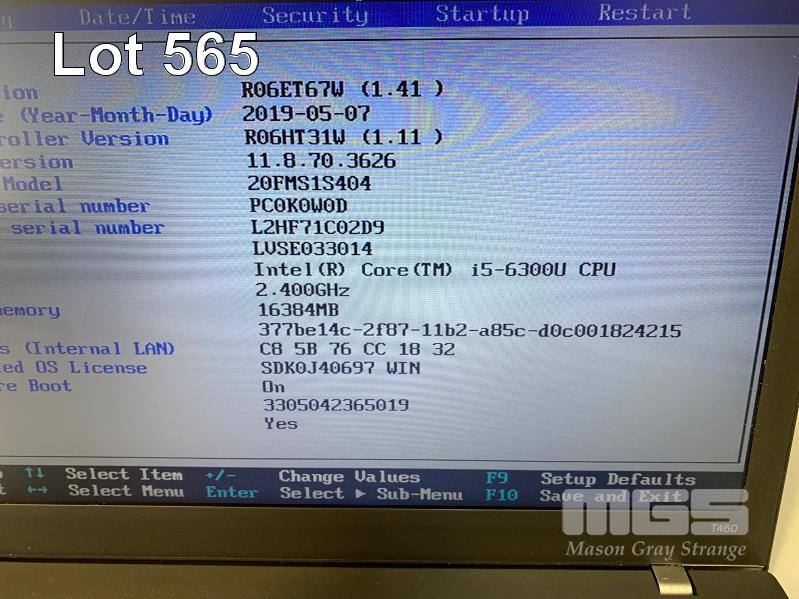 y Date/Time Security Startup Restart
Lot 565
ion R06ET67W (1.41 )
e (Year-Month-Day) 2019-05-07
roller Version R06HT31W (1.11 )
ersion 11.8.70.3626
Model 20FMS1S404
serial number PC0K0W0D
serial number L2HF71C02D9
LVSE033014
Intel(R) Core(TM) i5-6300U CPU
2.400GHz
emory 16384MB
377be14c-2f87-11b2-a85c-d0c001824215
s (Internal LAN) C8 5B 76 CC 18 32
ed OS License SDK0J40697 WIN
re Boot On
3305042365019
Yes
↑↓ Select Item +/- Change Values F9 Setup Defaults
t ←→ Select Menu Enter Select ▶ Sub-Menu F10 Save and Exit
MGS
T460
Mason Gray Strange